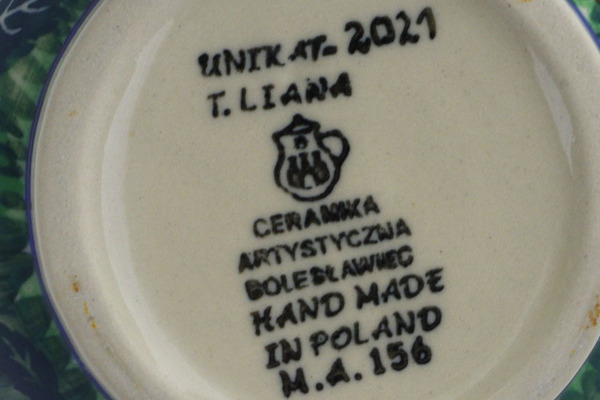 UNIKAT-2021
T. LIANA
B
CERAMIKA
ARTYSTYCZNA
BOLESŁAWIEC
HAND MADE
IN POLAND
M.A. 156